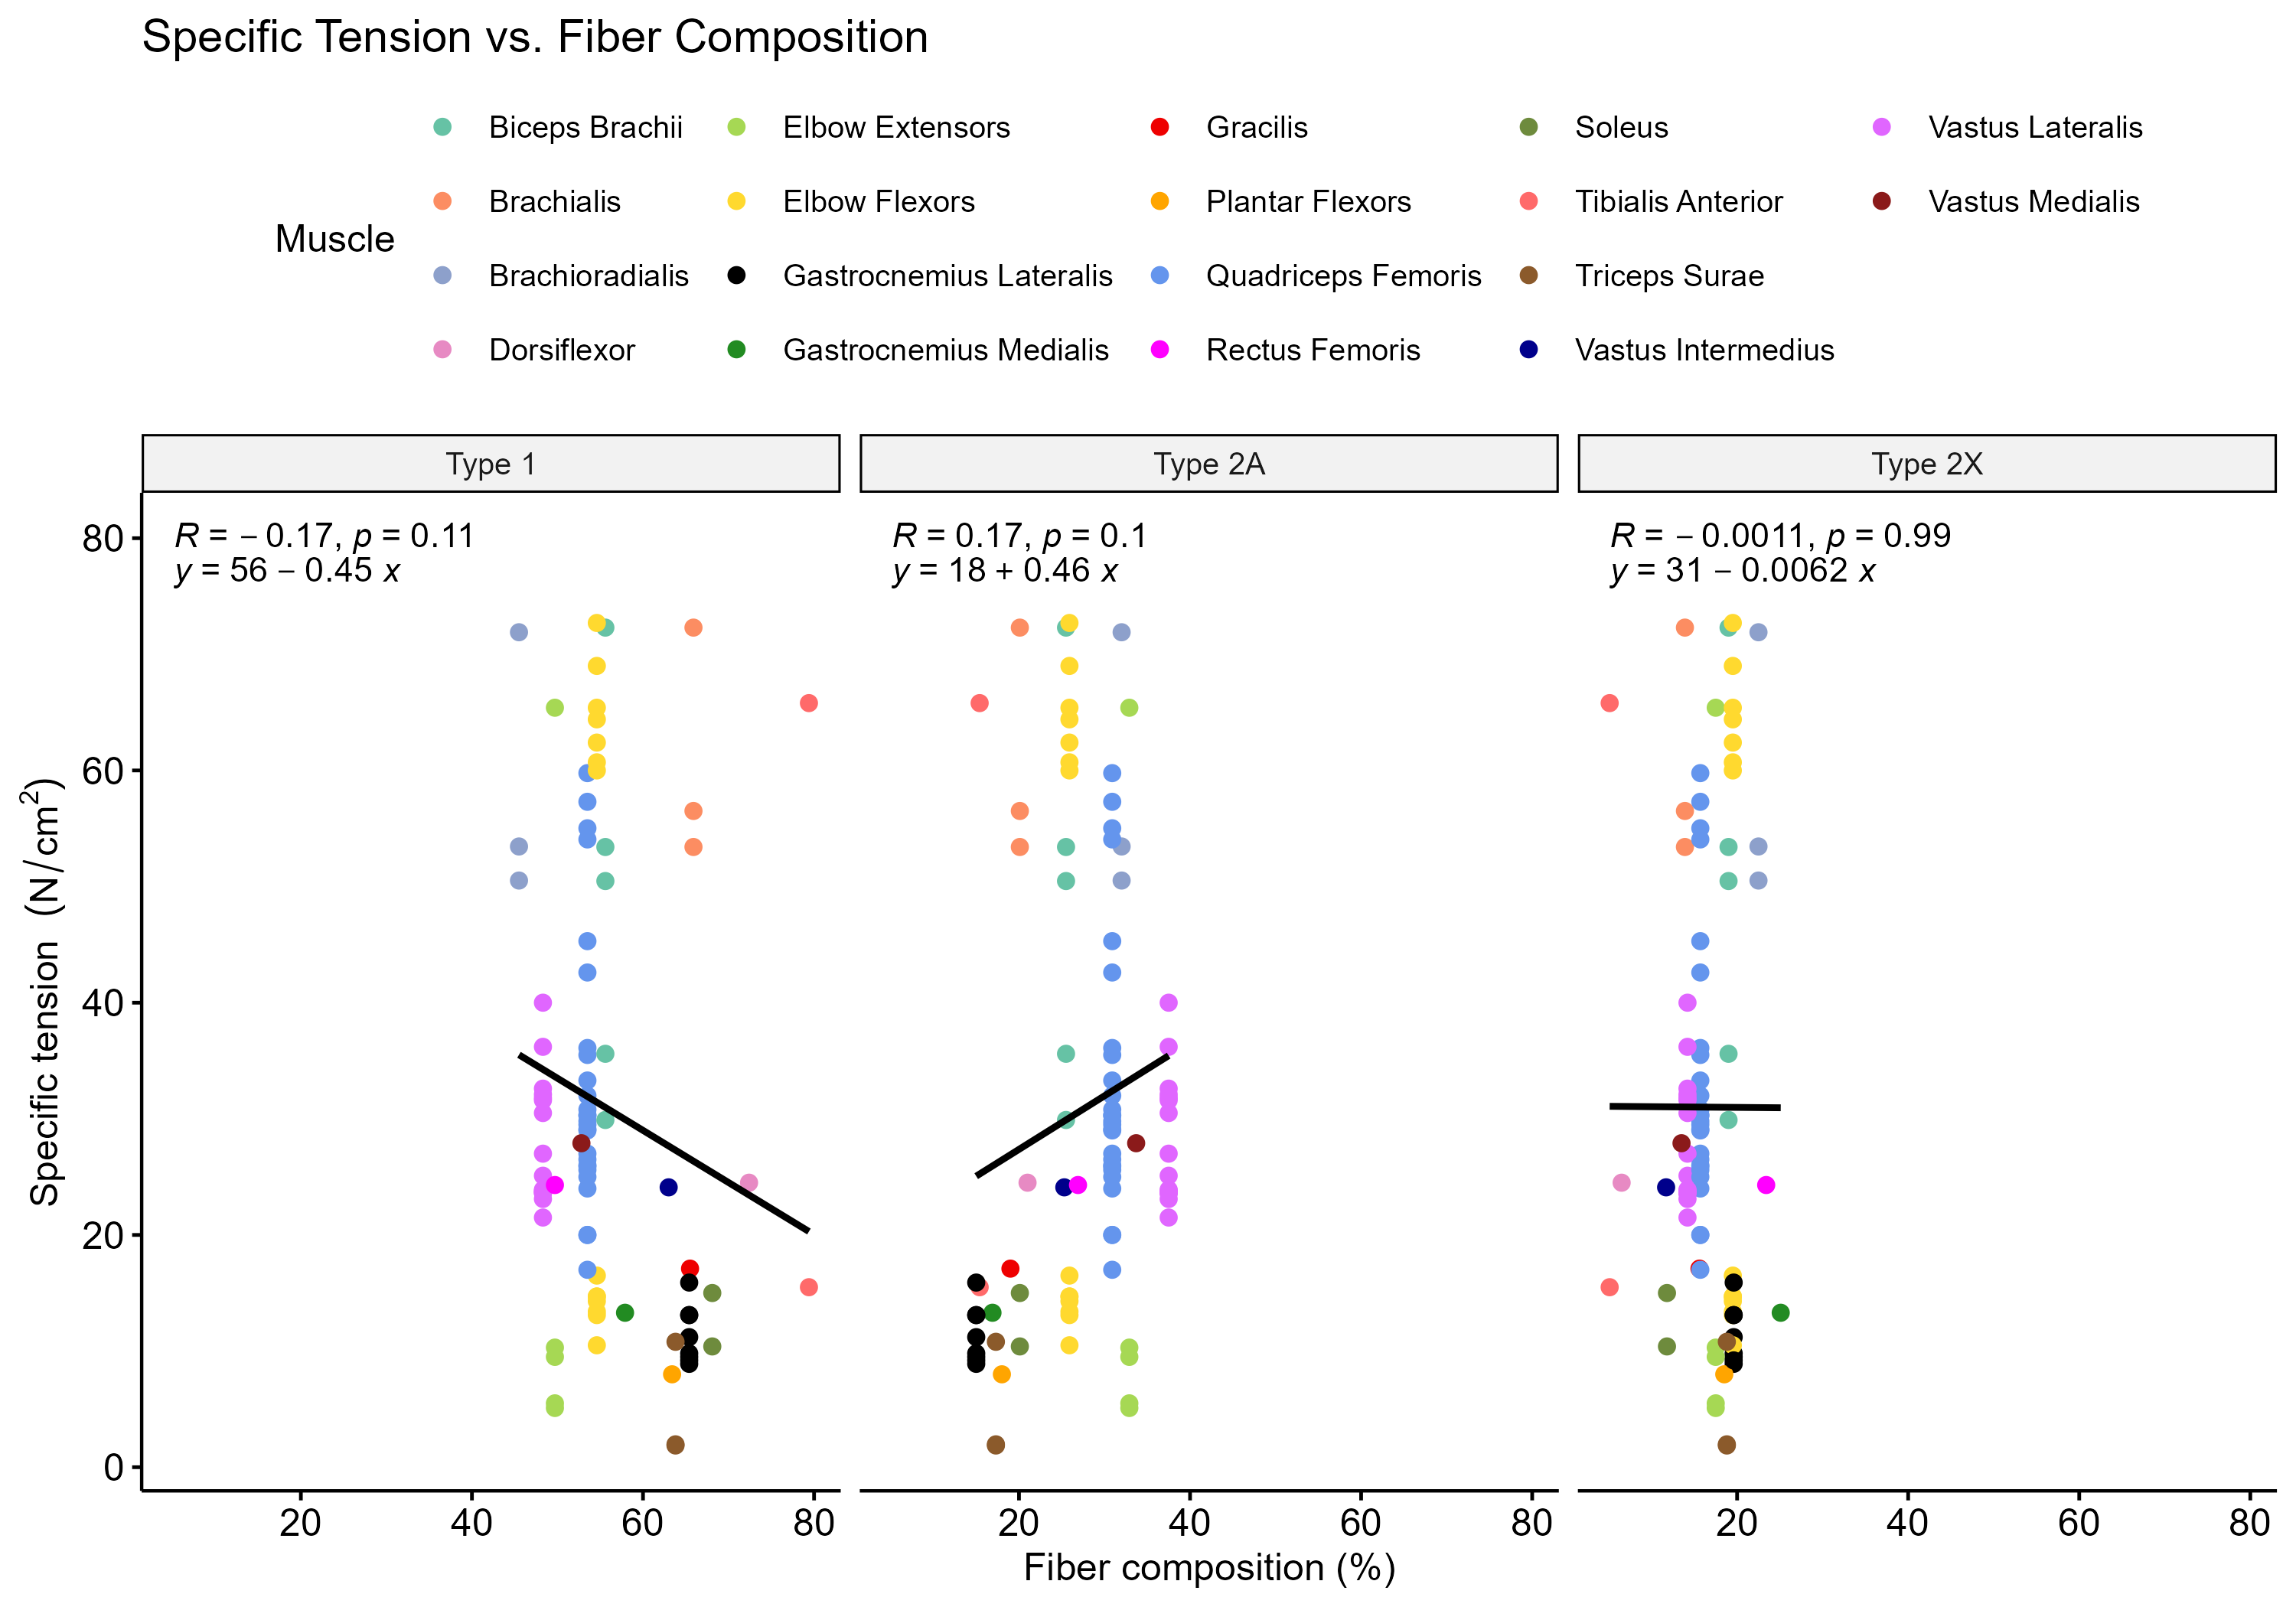 Specific Tension vs. Fiber Composition
Muscle
Biceps Brachii
Brachialis
Brachioradialis
Dorsiflexor
Elbow Extensors
Elbow Flexors
Gastrocnemius Lateralis
Gastrocnemius Medialis
Gracilis
Plantar Flexors
Quadriceps Femoris
Rectus Femoris
Soleus
Tibialis Anterior
Triceps Surae
Vastus Intermedius
Vastus Lateralis
Vastus Medialis
Type 1
Type 2A
Type 2X
R = − 0.17, p = 0.11
y = 56 − 0.45 x
R = 0.17, p = 0.1
y = 18 + 0.46 x
R = − 0.0011, p = 0.99
y = 31 − 0.0062 x
Specific tension (N/cm²)
80
60
40
20
0
20 40 60 80
20 40 60 80
20 40 60 80
Fiber composition (%)